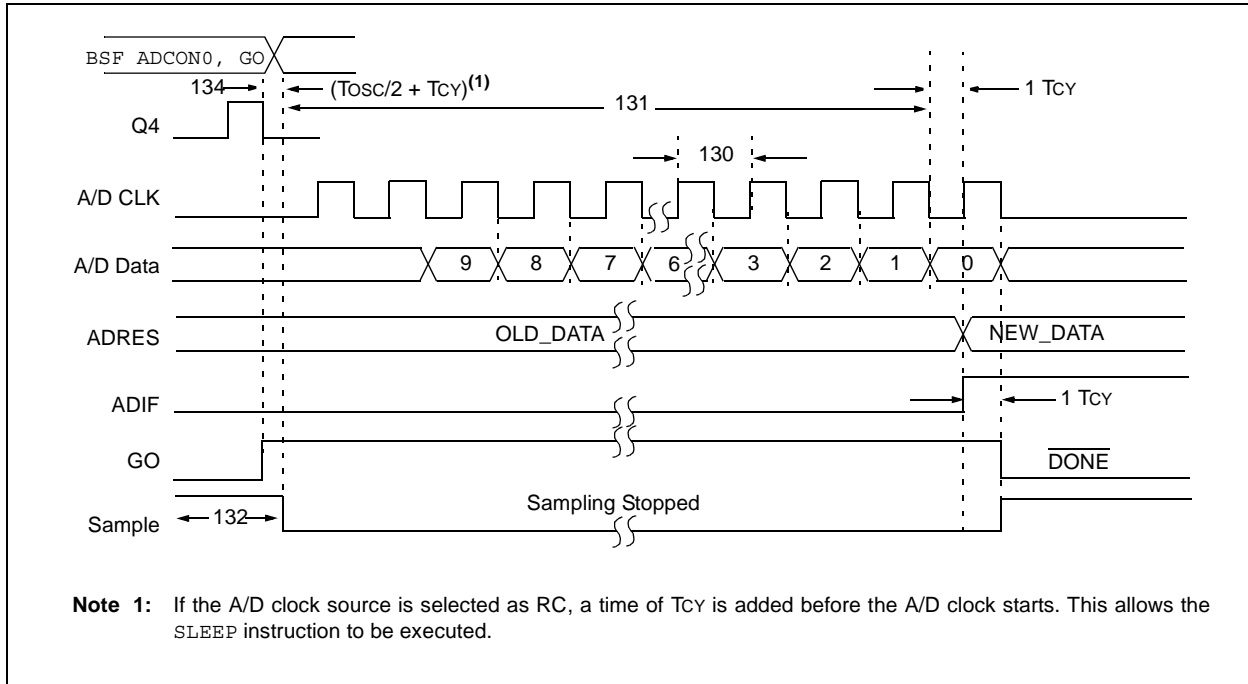 BSF ADCON0, GO
134 (TOSC/2 + TCY)(1)
131
1 TCY
Q4
130
A/D CLK
A/D Data 9 8 7 6 3 2 1 0
ADRES OLD_DATA NEW_DATA
ADIF 1 TCY
GO DONE
Sample 132 Sampling Stopped
Note 1: If the A/D clock source is selected as RC, a time of TCY is added before the A/D clock starts. This allows the
SLEEP instruction to be executed.